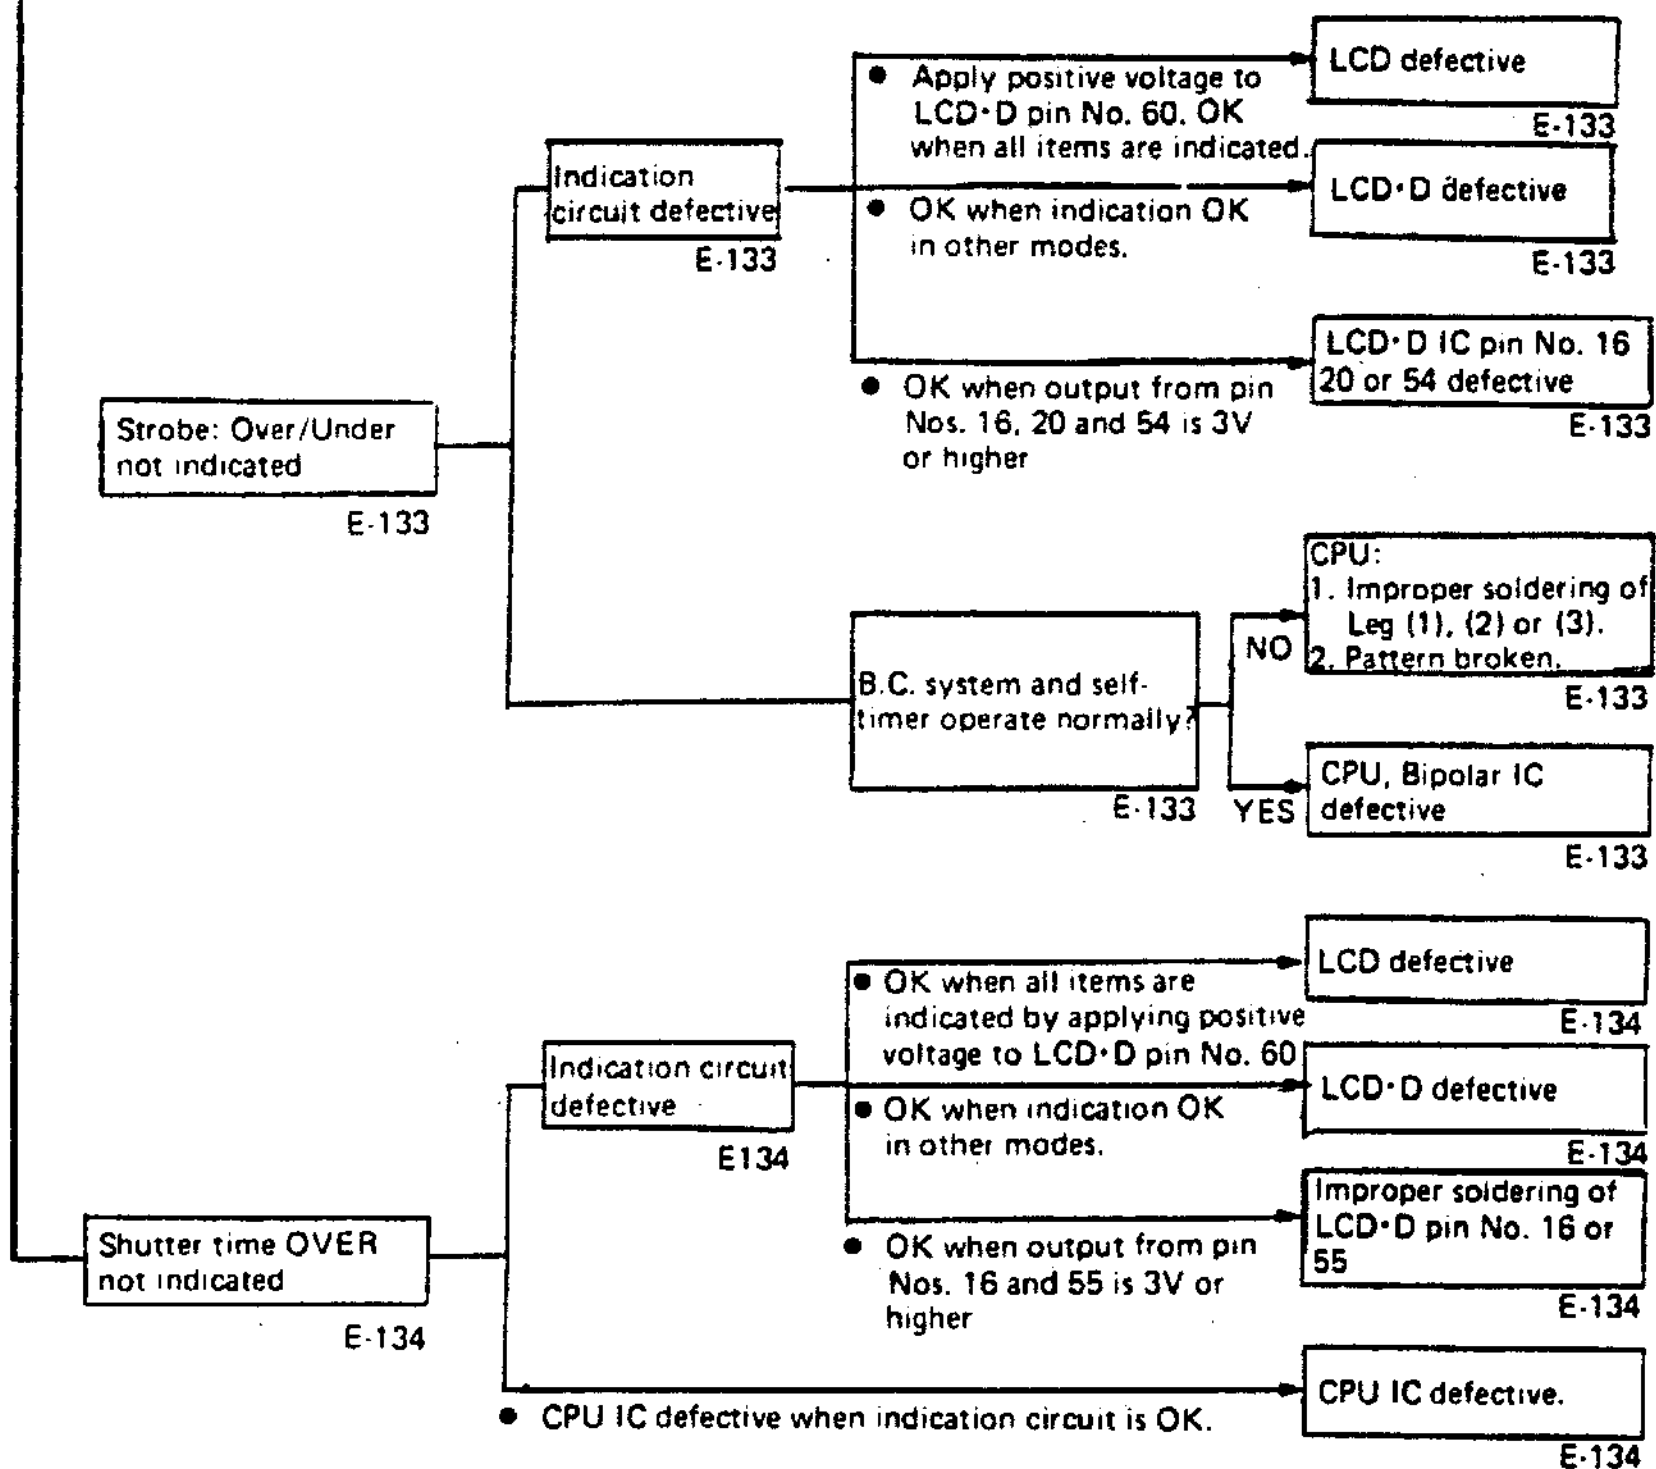 LCD defective
● Apply positive voltage to
LCD·D pin No. 60. OK
when all items are indicated.
E-133
Indication
circuit defective
E-133
LCD·D defective
● OK when indication OK
in other modes.
E-133
LCD·D IC pin No. 16
20 or 54 defective
● OK when output from pin
Nos. 16, 20 and 54 is 3V
or higher
E-133
Strobe: Over/Under
not indicated
E-133
CPU:
1. Improper soldering of
Leg (1), (2) or (3).
2. Pattern broken.
NO
E-133
B.C. system and self-
timer operate normally?
E-133
YES
CPU, Bipolar IC
defective
E-133
LCD defective
● OK when all items are
indicated by applying positive
voltage to LCD·D pin No. 60
E-134
Indication circuit
defective
E134
LCD·D defective
● OK when indication OK
in other modes.
E-134
Improper soldering of
LCD·D pin No. 16 or
55
● OK when output from pin
Nos. 16 and 55 is 3V or
higher
E-134
Shutter time OVER
not indicated
E-134
CPU IC defective.
● CPU IC defective when indication circuit is OK.
E-134